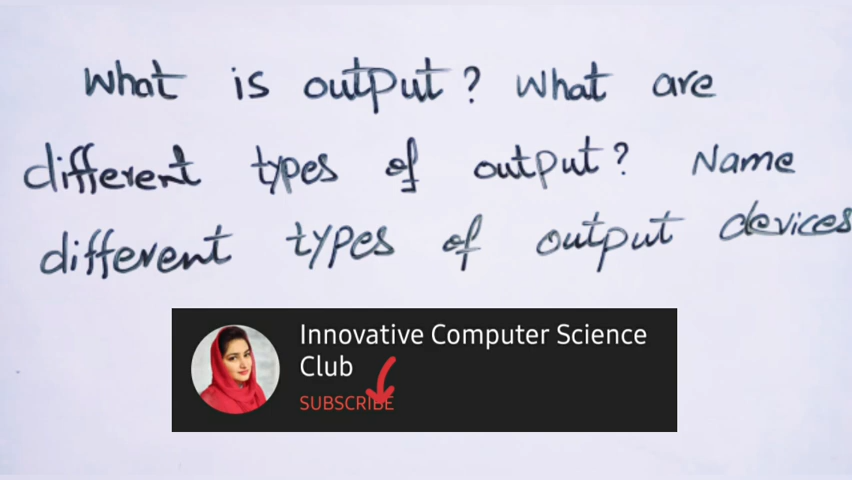 What is output? What are
different types of output? Name
different types of output devices
Innovative Computer Science
Club
SUBSCRIBE